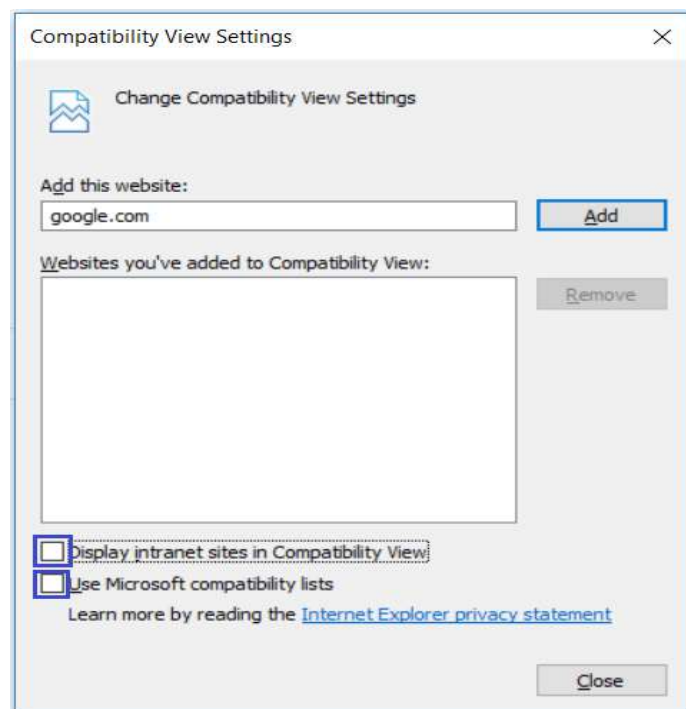 Compatibility View Settings
Change Compatibility View Settings
Add this website:
google.com
Add
Websites you've added to Compatibility View:
Remove
Display intranet sites in Compatibility View
Use Microsoft compatibility lists
Learn more by reading the Internet Explorer privacy statement
Close